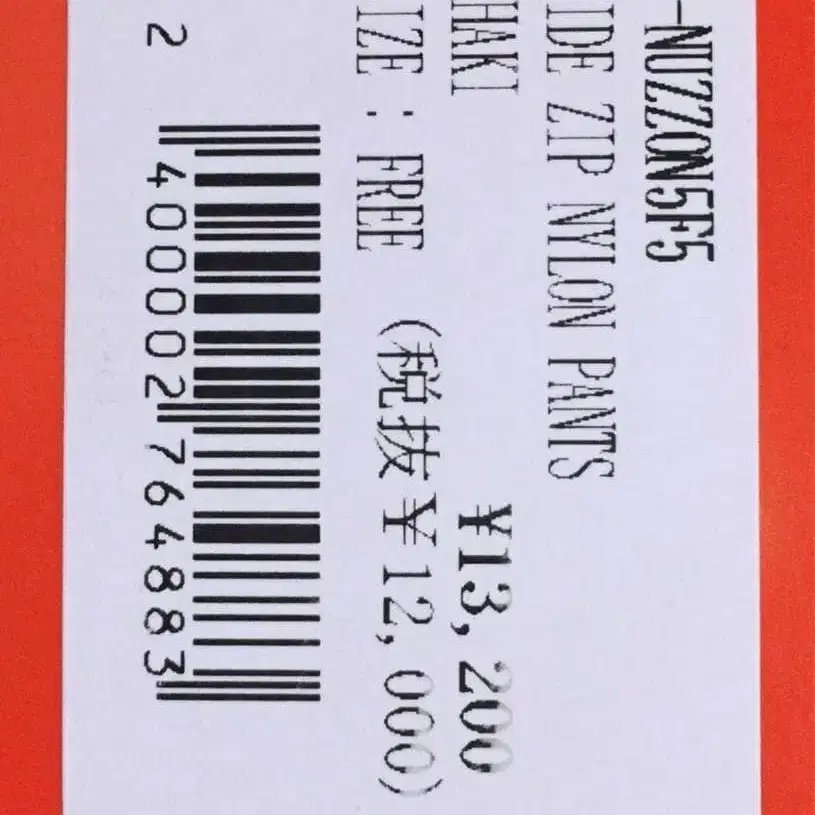 -NUZZON5F5
IDE ZIP NYLON PANTS
HAKI
¥13,200
IZE : FREE
(税抜¥12,000)
2 400002 764883